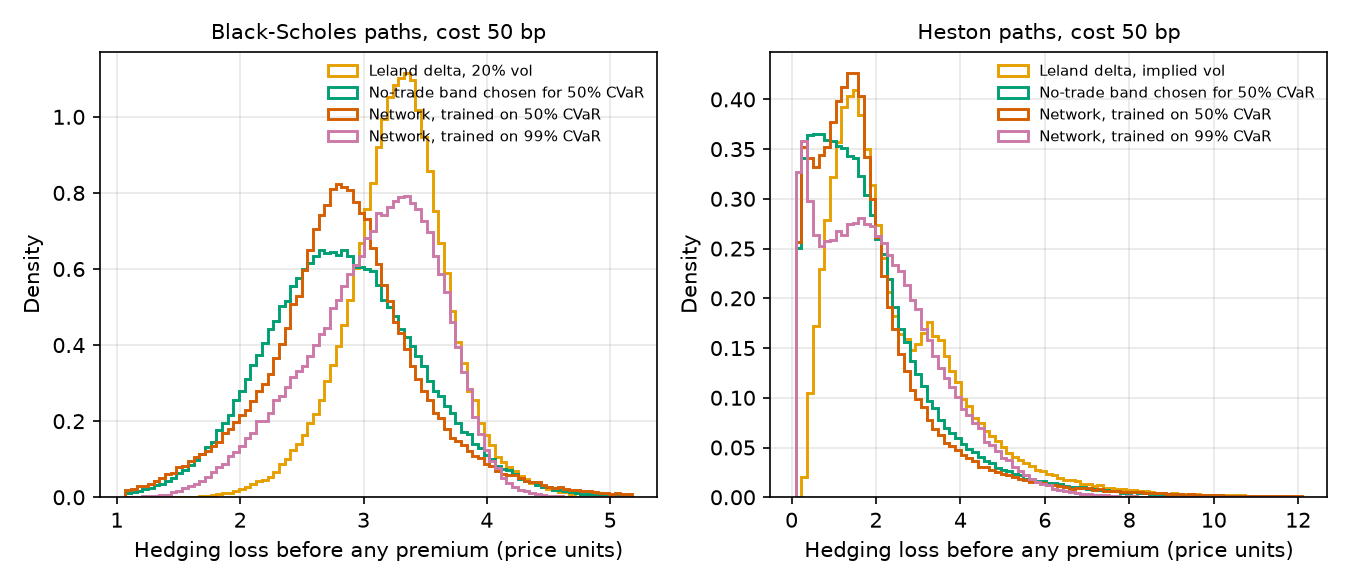 Black-Scholes paths, cost 50 bp
Density
1.0
0.8
0.6
0.4
0.2
0.0
Leland delta, 20% vol
No-trade band chosen for 50% CVaR
Network, trained on 50% CVaR
Network, trained on 99% CVaR
1 2 3 4 5
Hedging loss before any premium (price units)
Heston paths, cost 50 bp
Density
0.40
0.35
0.30
0.25
0.20
0.15
0.10
0.05
0.00
Leland delta, implied vol
No-trade band chosen for 50% CVaR
Network, trained on 50% CVaR
Network, trained on 99% CVaR
0 2 4 6 8 10 12
Hedging loss before any premium (price units)